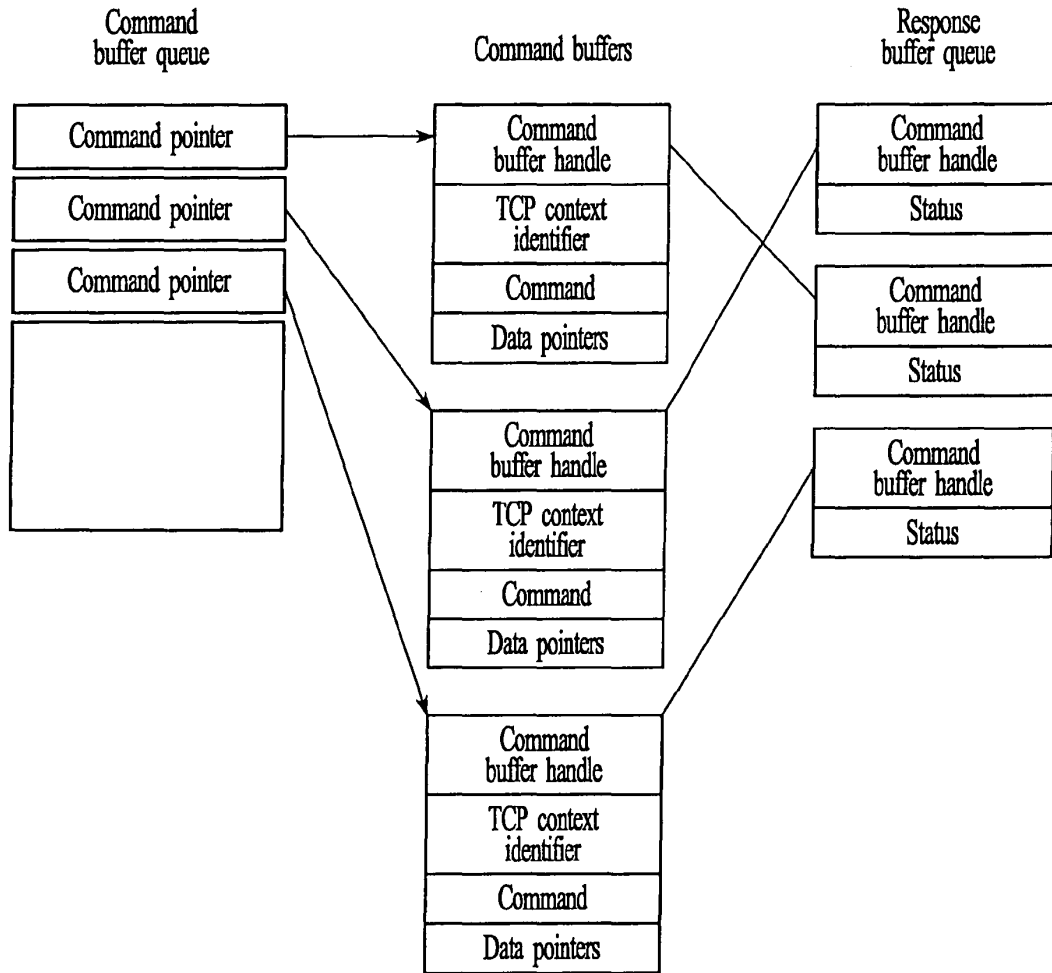 Command
buffer queue
Command buffers
Response
buffer queue
Command pointer
Command pointer
Command pointer
Command
buffer handle
TCP context
identifier
Command
Data pointers
Command
buffer handle
TCP context
identifier
Command
Data pointers
Command
buffer handle
TCP context
identifier
Command
Data pointers
Command
buffer handle
Status
Command
buffer handle
Status
Command
buffer handle
Status